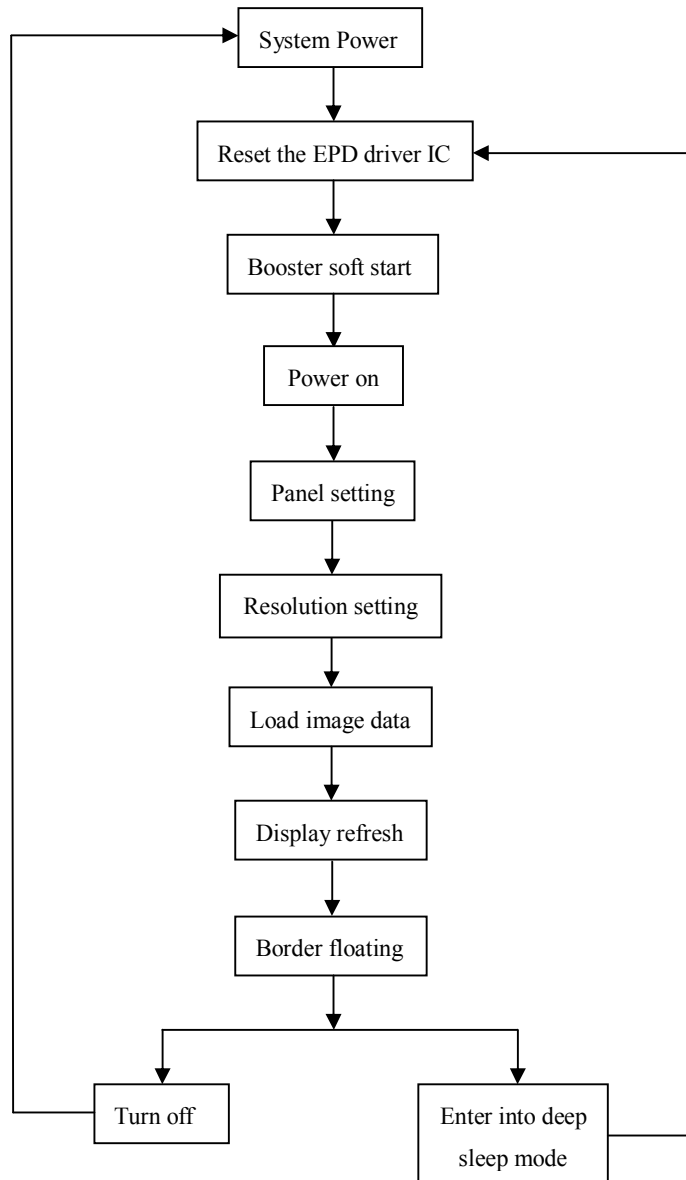 System Power
Reset the EPD driver IC
Booster soft start
Power on
Panel setting
Resolution setting
Load image data
Display refresh
Border floating
Turn off
Enter into deep
sleep mode